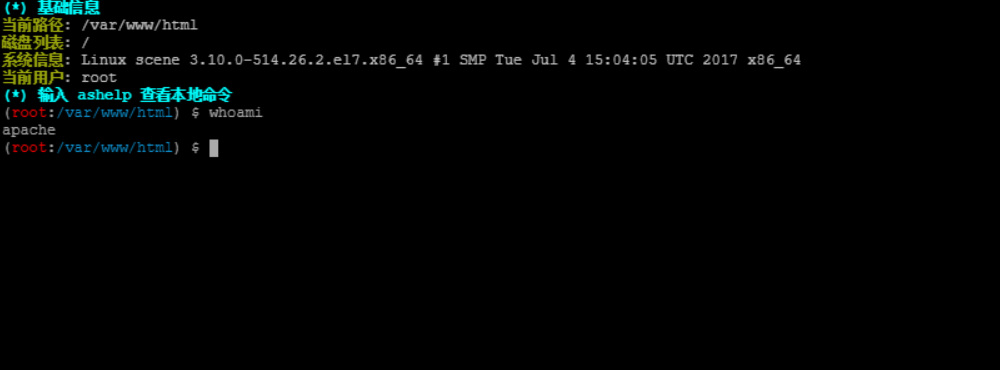 (*) 基础信息
当前路径: /var/www/html
磁盘列表: /
系统信息: Linux scene 3.10.0-514.26.2.el7.x86_64 #1 SMP Tue Jul 4 15:04:05 UTC 2017 x86_64
当前用户: root
(*) 输入 ashelp 查看本地命令
(root:/var/www/html) $ whoami
apache
(root:/var/www/html) $